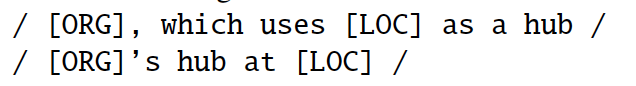 / [ORG], which uses [LOC] as a hub /
/ [ORG]’s hub at [LOC] /